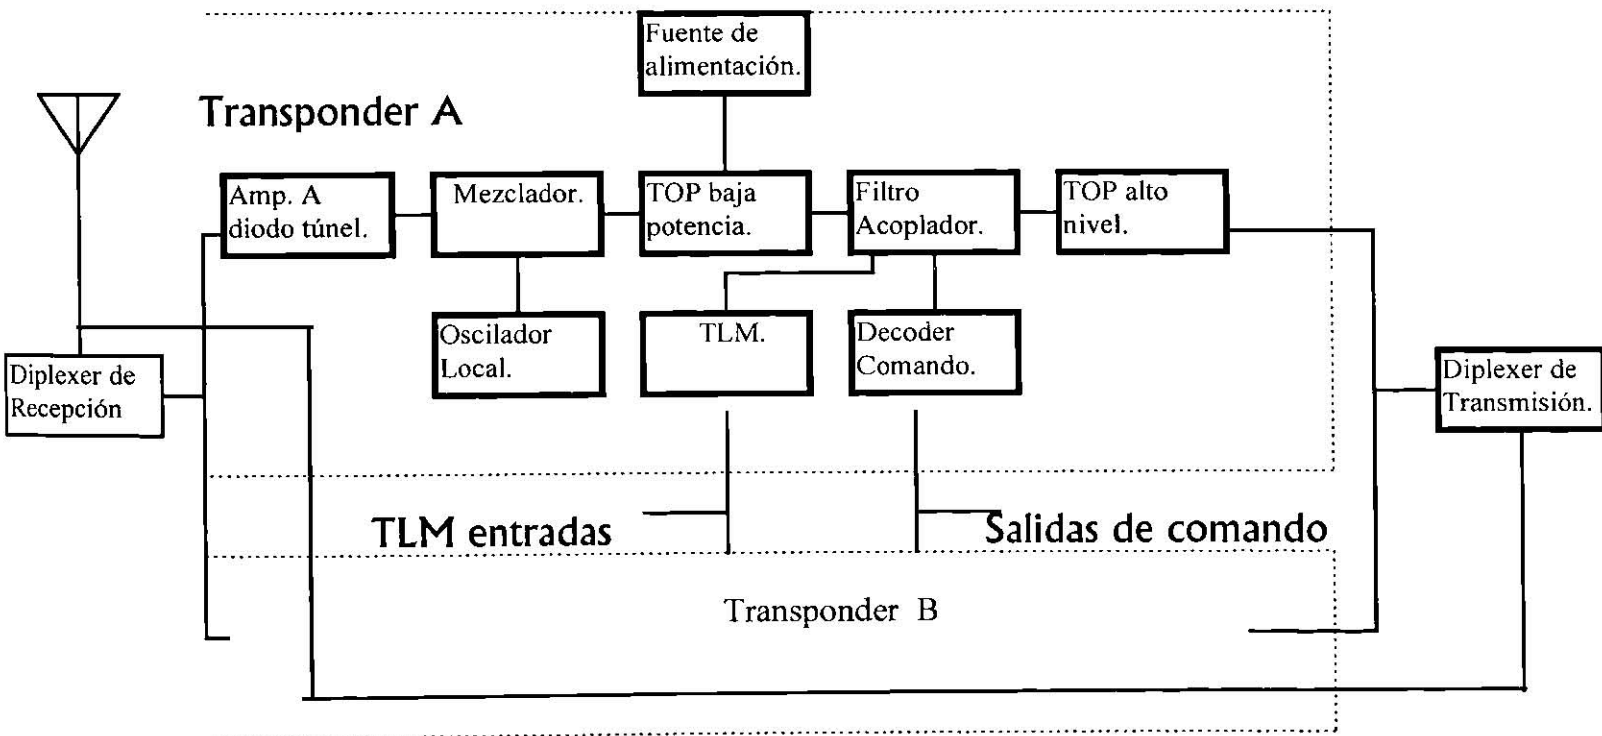 Fuente de
alimentación.
Transponder A
Amp. A
diodo túnel.
Mezclador.
TOP baja
potencia.
Filtro
Acoplador.
TOP alto
nivel.
Oscilador
Local.
TLM.
Decoder
Comando.
Diplexer de
Recepción
Diplexer de
Transmisión.
TLM entradas
Salidas de comando
Transponder B